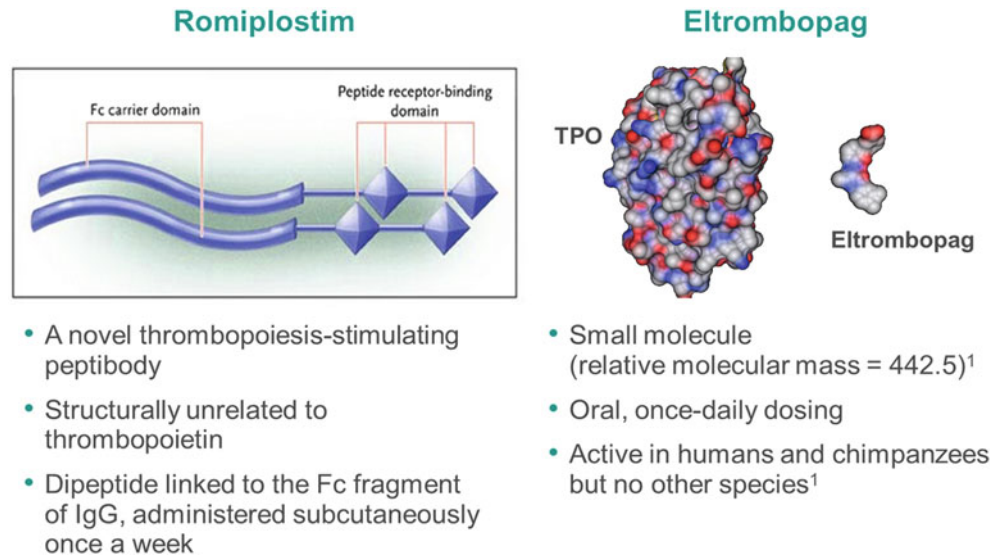 Romiplostim
Fc carrier domain
Peptide receptor-binding
domain
• A novel thrombopoiesis-stimulating
peptibody
• Structurally unrelated to
thrombopoietin
• Dipeptide linked to the Fc fragment
of IgG, administered subcutaneously
once a week
Eltrombopag
TPO
Eltrombopag
• Small molecule
(relative molecular mass = 442.5)¹
• Oral, once-daily dosing
• Active in humans and chimpanzees
but no other species¹